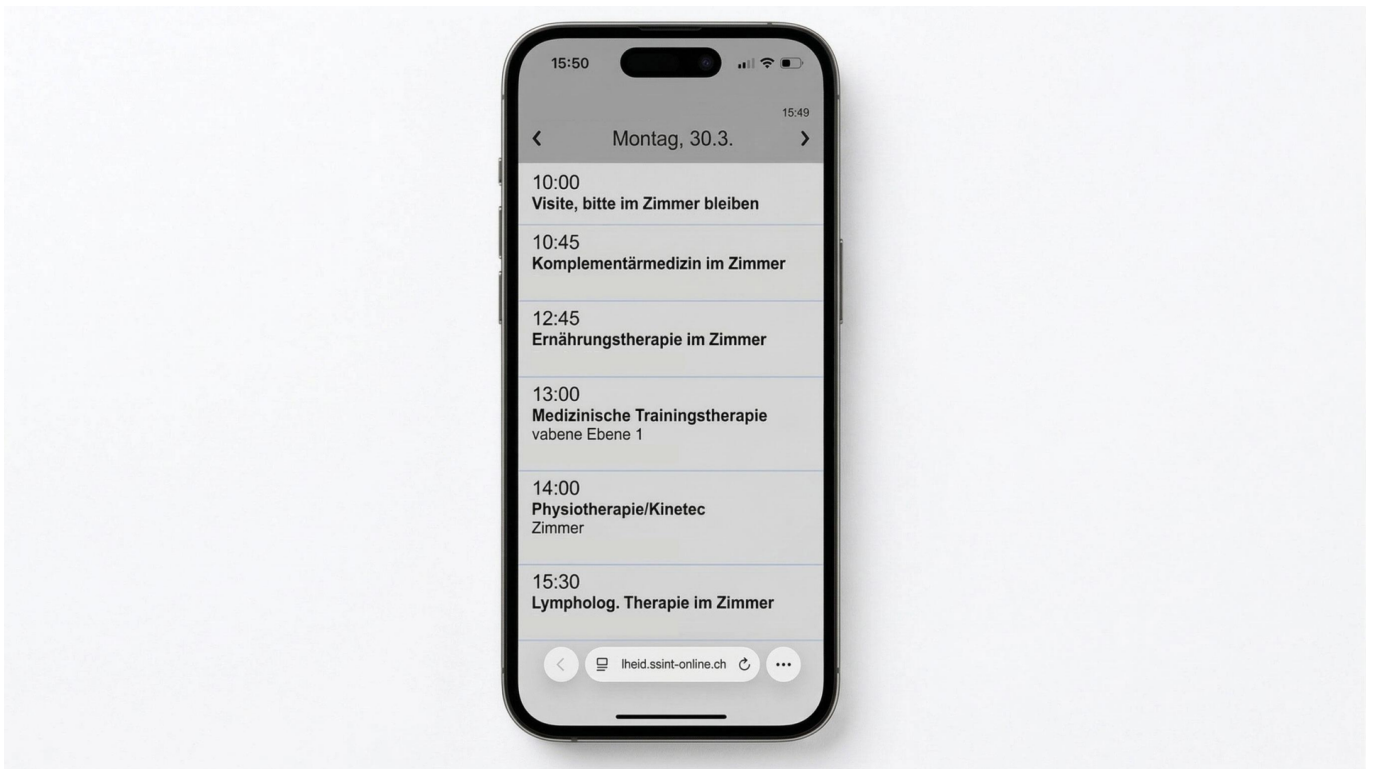 15:50
15:49
Montag, 30.3.
10:00
Visite, bitte im Zimmer bleiben
10:45
Komplementärmedizin im Zimmer
12:45
Ernährungstherapie im Zimmer
13:00
Medizinische Trainingstherapie
vabene Ebene 1
14:00
Physiotherapie/Kinetec
Zimmer
15:30
Lympholog. Therapie im Zimmer
lheid.ssint-online.ch